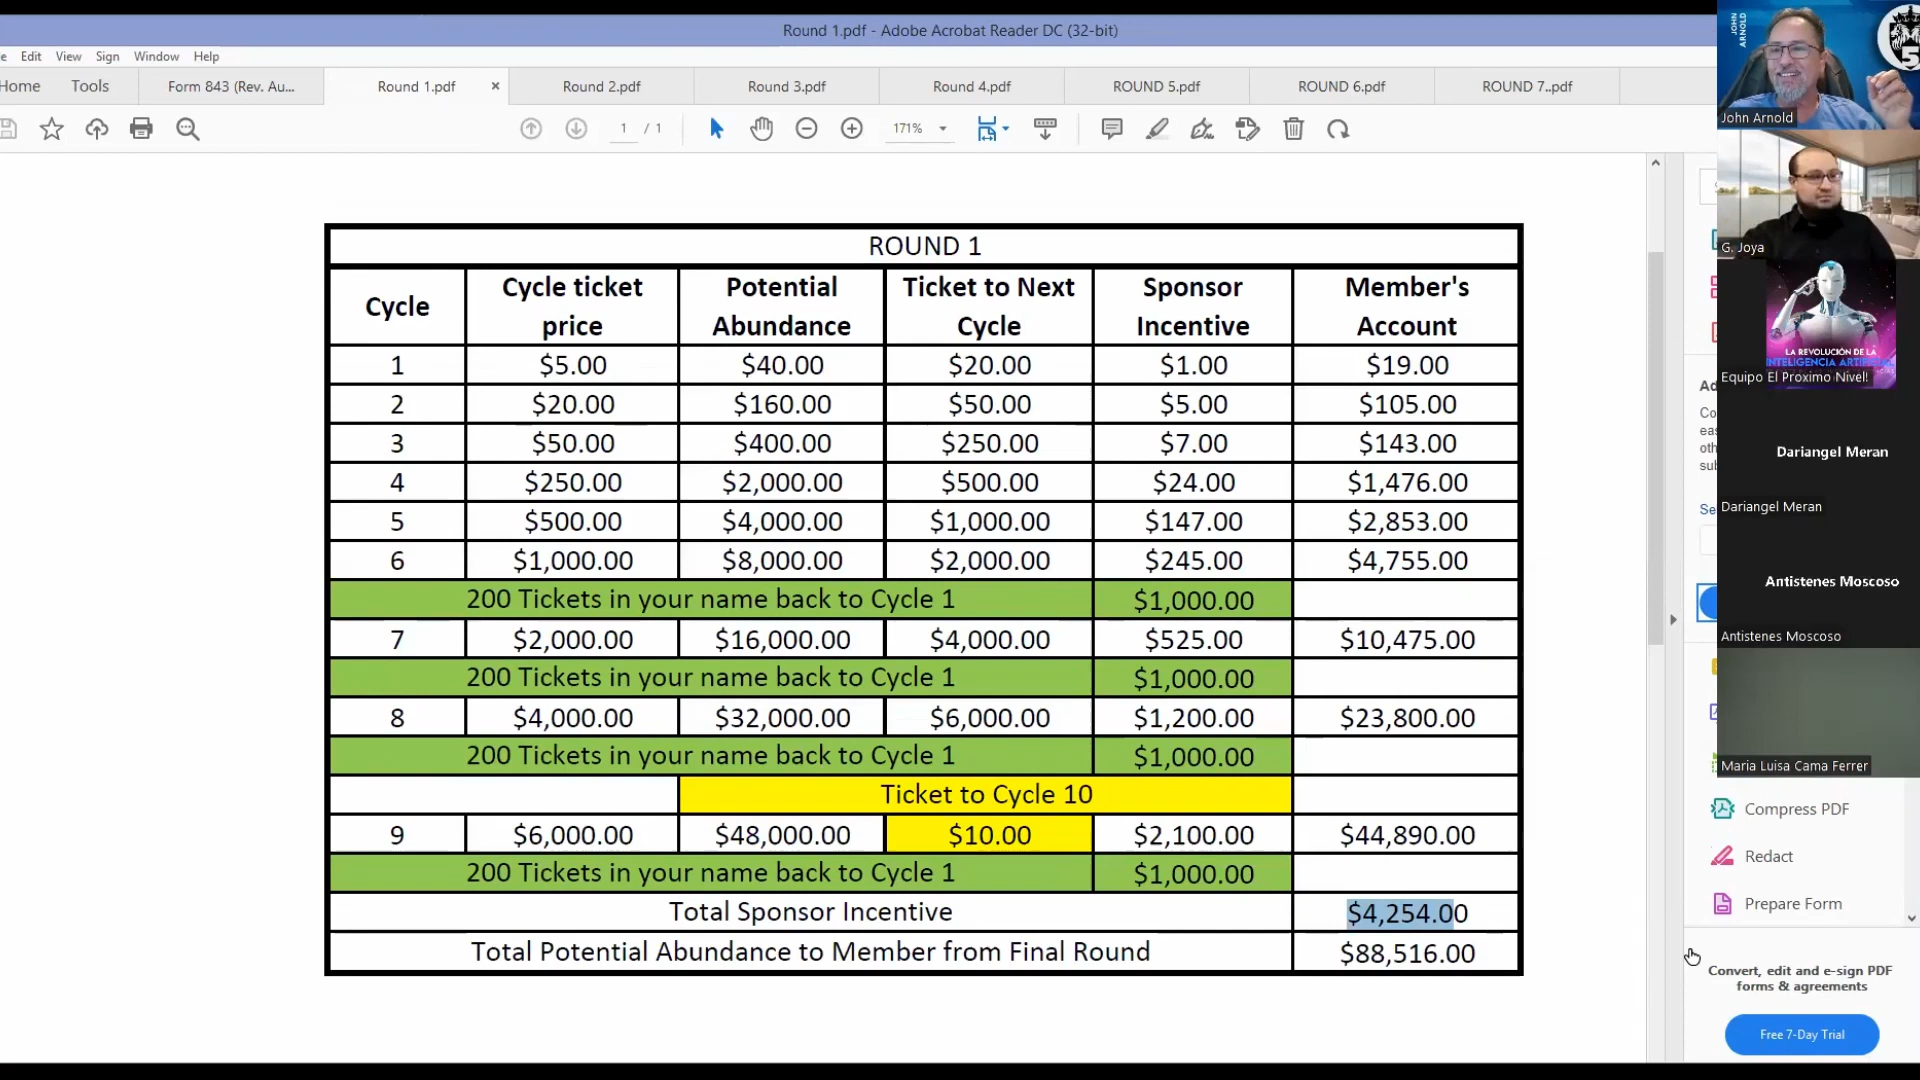 Round 1.pdf - Adobe Acrobat Reader DC (32-bit)
Edit View Sign Window Help
Home Tools Form 843 (Rev. Au... Round 1.pdf × Round 2.pdf Round 3.pdf Round 4.pdf ROUND 5.pdf ROUND 6.pdf ROUND 7..pdf
1 / 1 171%
ROUND 1
Cycle Cycle ticket price Potential Abundance Ticket to Next Cycle Sponsor Incentive Member's Account
1 $5.00 $40.00 $20.00 $1.00 $19.00
2 $20.00 $160.00 $50.00 $5.00 $105.00
3 $50.00 $400.00 $250.00 $7.00 $143.00
4 $250.00 $2,000.00 $500.00 $24.00 $1,476.00
5 $500.00 $4,000.00 $1,000.00 $147.00 $2,853.00
6 $1,000.00 $8,000.00 $2,000.00 $245.00 $4,755.00
200 Tickets in your name back to Cycle 1 $1,000.00
7 $2,000.00 $16,000.00 $4,000.00 $525.00 $10,475.00
200 Tickets in your name back to Cycle 1 $1,000.00
8 $4,000.00 $32,000.00 $6,000.00 $1,200.00 $23,800.00
200 Tickets in your name back to Cycle 1 $1,000.00
Ticket to Cycle 10
9 $6,000.00 $48,000.00 $10.00 $2,100.00 $44,890.00
200 Tickets in your name back to Cycle 1 $1,000.00
Total Sponsor Incentive $4,254.00
Total Potential Abundance to Member from Final Round $88,516.00
Compress PDF
Redact
Prepare Form
Convert, edit and e-sign PDF
forms & agreements
Free 7-Day Trial
JOHN
ARNOLD
5
John Arnold
G. Joya
LA REVOLUCIÓN DE LA
INTELIGENCIA
Equipo El Proximo Nivel!
Dariangel Meran
Dariangel Meran
Antistenes Moscoso
Antistenes Moscoso
Maria Luisa Cama Ferrer